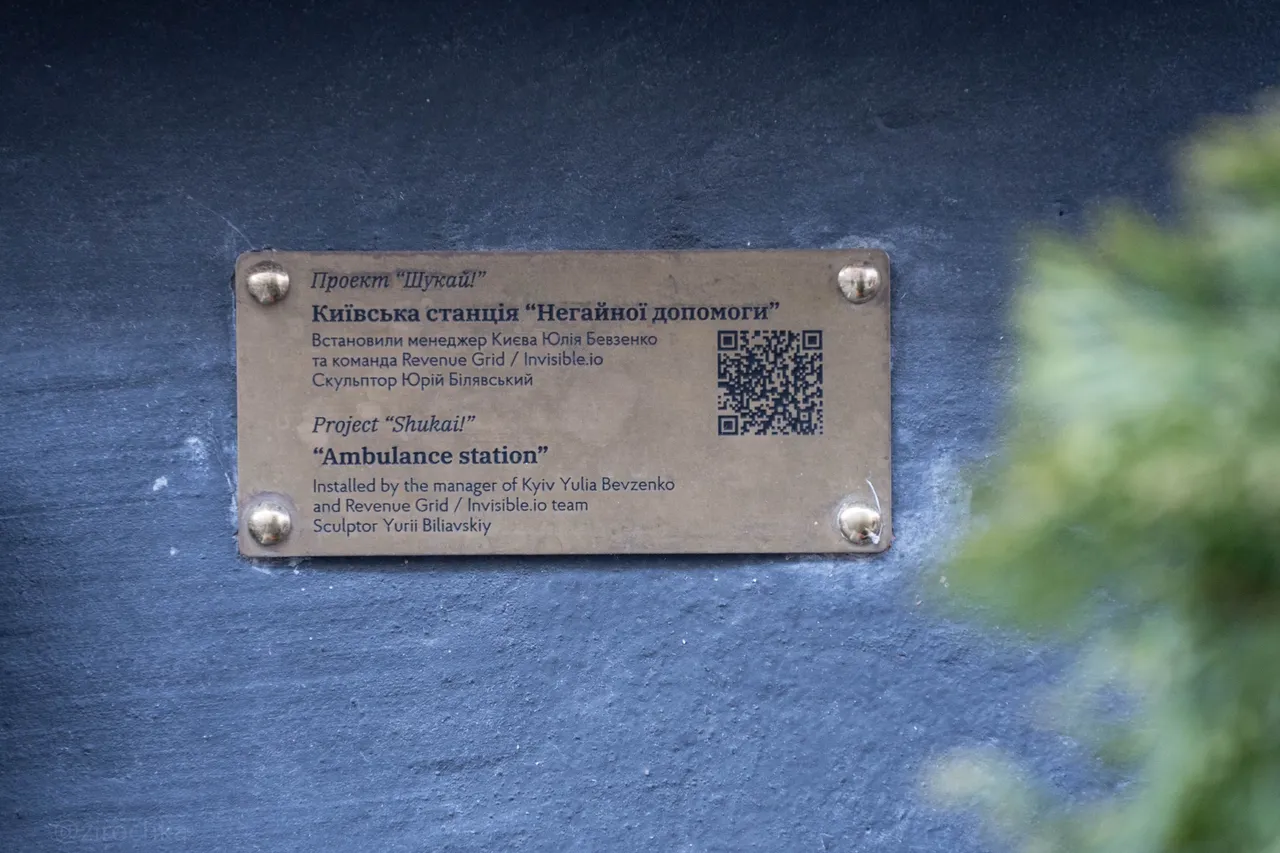 Проект “Шукай!”
Київська станція “Негайної допомоги”
Встановили менеджер Києва Юлія Бевзенко
та команда Revenue Grid / Invisible.io
Скульптор Юрій Білявський
Project “Shukai!”
“Ambulance station”
Installed by the manager of Kyiv Yulia Bevzenko
and Revenue Grid / Invisible.io team
Sculptor Yurii Biliavskiy